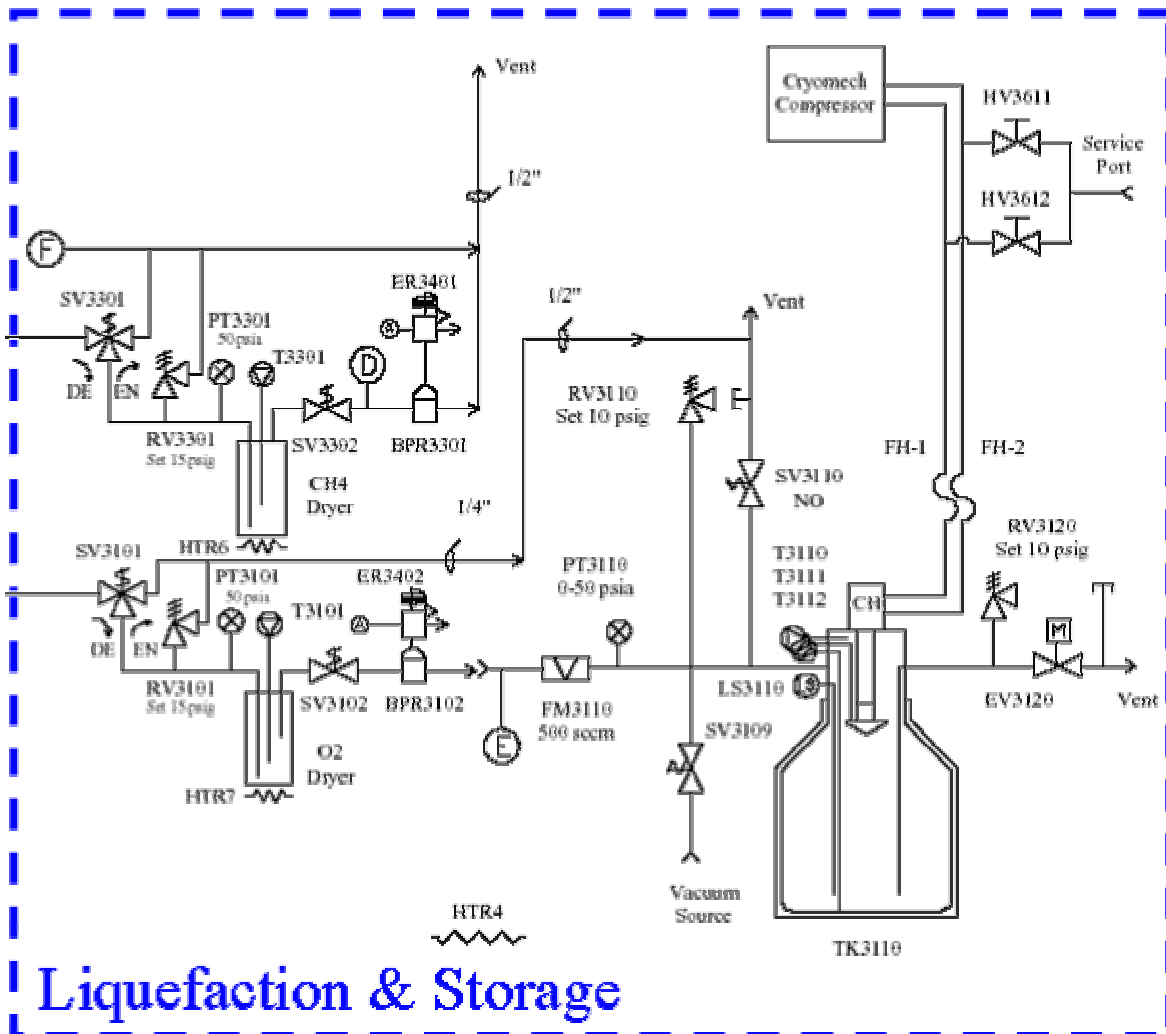 Vent
Cryomech
Compressor
HV3611
Service
Port
1/2"
HV3612
F
ER3401
SV3301
1/2"
Vent
PT3301
50psia
T3301
D
DE
EN
RV3110
Set 10 psig
RV3301
Set 15psig
SV3302
BPR3301
FH-1
FH-2
SV3110
NO
CH4
Dryer
1/4"
RV3120
Set 10 psig
SV3101
HTR6
PT3101
50psia
ER3402
PT3110
0-50 psia
T3110
T3111
T3112
T3101
CH
M
DE
EN
RV3101
Set 15psig
SV3102
BPR3102
LS3110
EV3120
Vent
FM3110
500 sccm
SV3109
E
O2
Dryer
HTR7
Vacuum
Source
HTR4
TK3110
Liquefaction & Storage